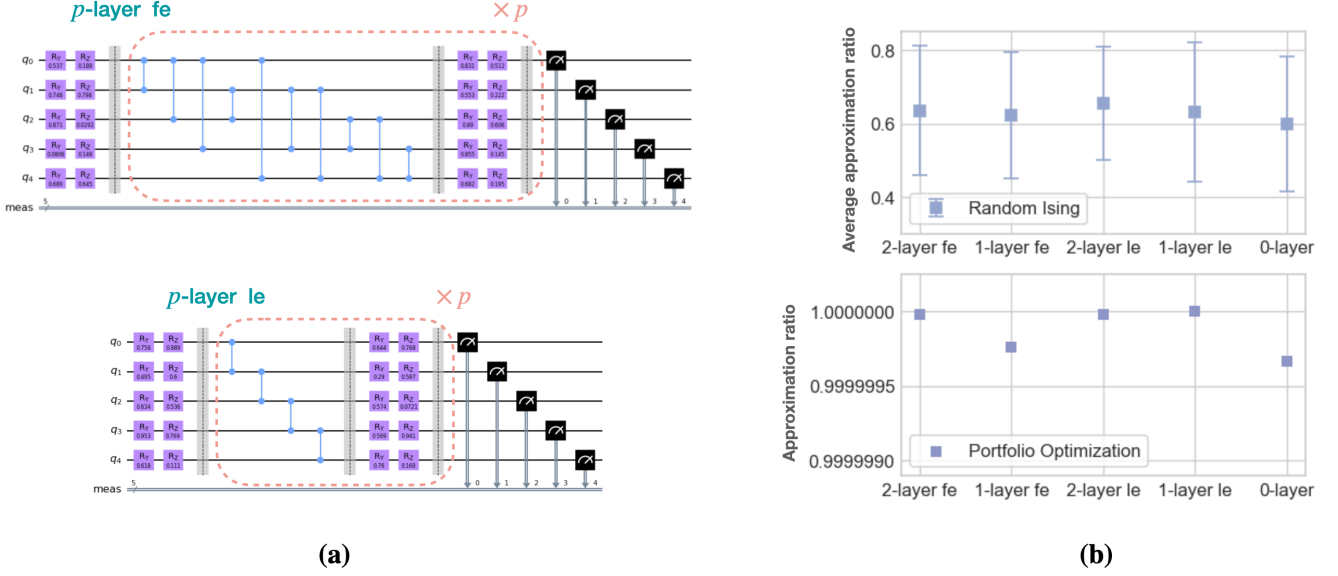 p-layer fe
× p
q0 RY 0.537 RZ 0.188 RY 0.831 RZ 0.512
q1 RY 0.748 RZ 0.798 RY 0.553 RZ 0.222
q2 RY 0.871 RZ 0.0292 RY 0.89 RZ 0.608
q3 RY 0.0806 RZ 0.148 RY 0.855 RZ 0.145
q4 RY 0.689 RZ 0.645 RY 0.682 RZ 0.195
meas 5 0 1 2 3 4
p-layer le
× p
q0 RY 0.756 RZ 0.889 RY 0.644 RZ 0.768
q1 RY 0.495 RZ 0.6 RY 0.29 RZ 0.587
q2 RY 0.634 RZ 0.536 RY 0.574 RZ 0.0721
q3 RY 0.953 RZ 0.769 RY 0.569 RZ 0.941
q4 RY 0.618 RZ 0.111 RY 0.76 RZ 0.168
meas 5 0 1 2 3 4
(a)
Average approximation ratio
0.8
0.6
0.4
Random Ising
2-layer fe 1-layer fe 2-layer le 1-layer le 0-layer
Approximation ratio
1.0000000
0.9999995
0.9999990
Portfolio Optimization
2-layer fe 1-layer fe 2-layer le 1-layer le 0-layer
(b)